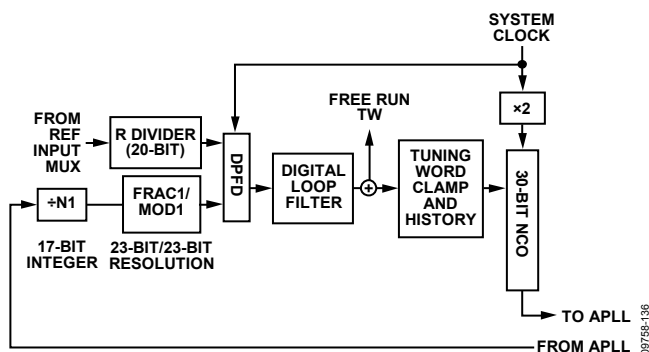 SYSTEM
CLOCK
×2
FREE RUN
TW
FROM
REF
INPUT
MUX
R DIVIDER
(20-BIT)
DPFD
DIGITAL
LOOP
FILTER
+
TUNING
WORD
CLAMP
AND
HISTORY
30-BIT NCO
÷N1
FRAC1/
MOD1
17-BIT
INTEGER
23-BIT/23-BIT
RESOLUTION
TO APLL
FROM APLL
09758-136